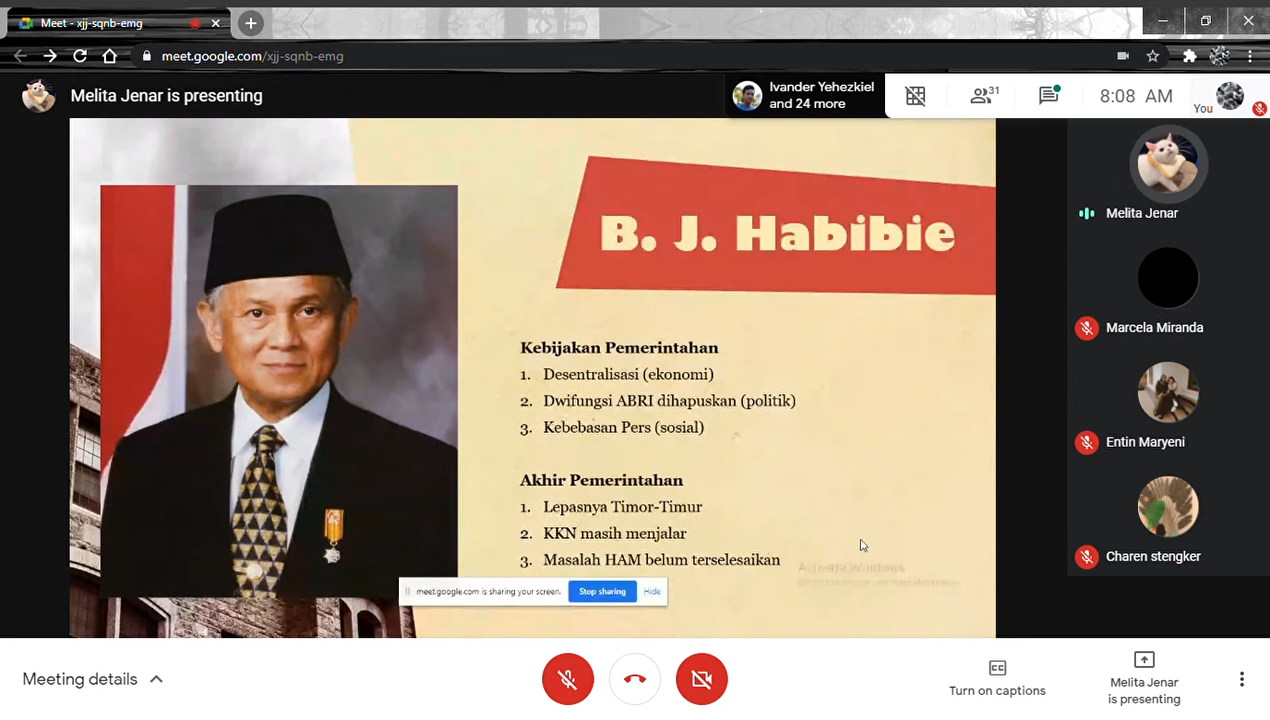 Meet - xjj-sqnb-emg
meet.google.com/xjj-sqnb-emg
Melita Jenar is presenting
Ivander Yehezkiel
and 24 more
31
8:08 AM
You
B. J. Habibie
Kebijakan Pemerintahan
1. Desentralisasi (ekonomi)
2. Dwifungsi ABRI dihapuskan (politik)
3. Kebebasan Pers (sosial)
Akhir Pemerintahan
1. Lepasnya Timor-Timur
2. KKN masih menjalar
3. Masalah HAM belum terselesaikan
Activate Windows
meet.google.com is sharing your screen.
Stop sharing
Hide
Melita Jenar
Marcela Miranda
Entin Maryeni
Charen stengker
Meeting details
CC
Turn on captions
Melita Jenar
is presenting